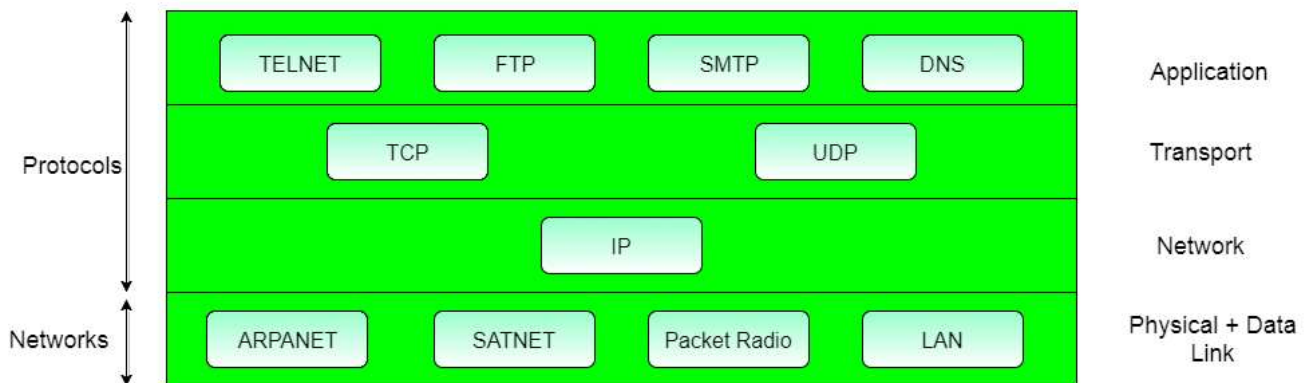 TELNET FTP SMTP DNS Application
Protocols TCP UDP Transport
IP Network
Networks ARPANET SATNET Packet Radio LAN Physical + Data
Link